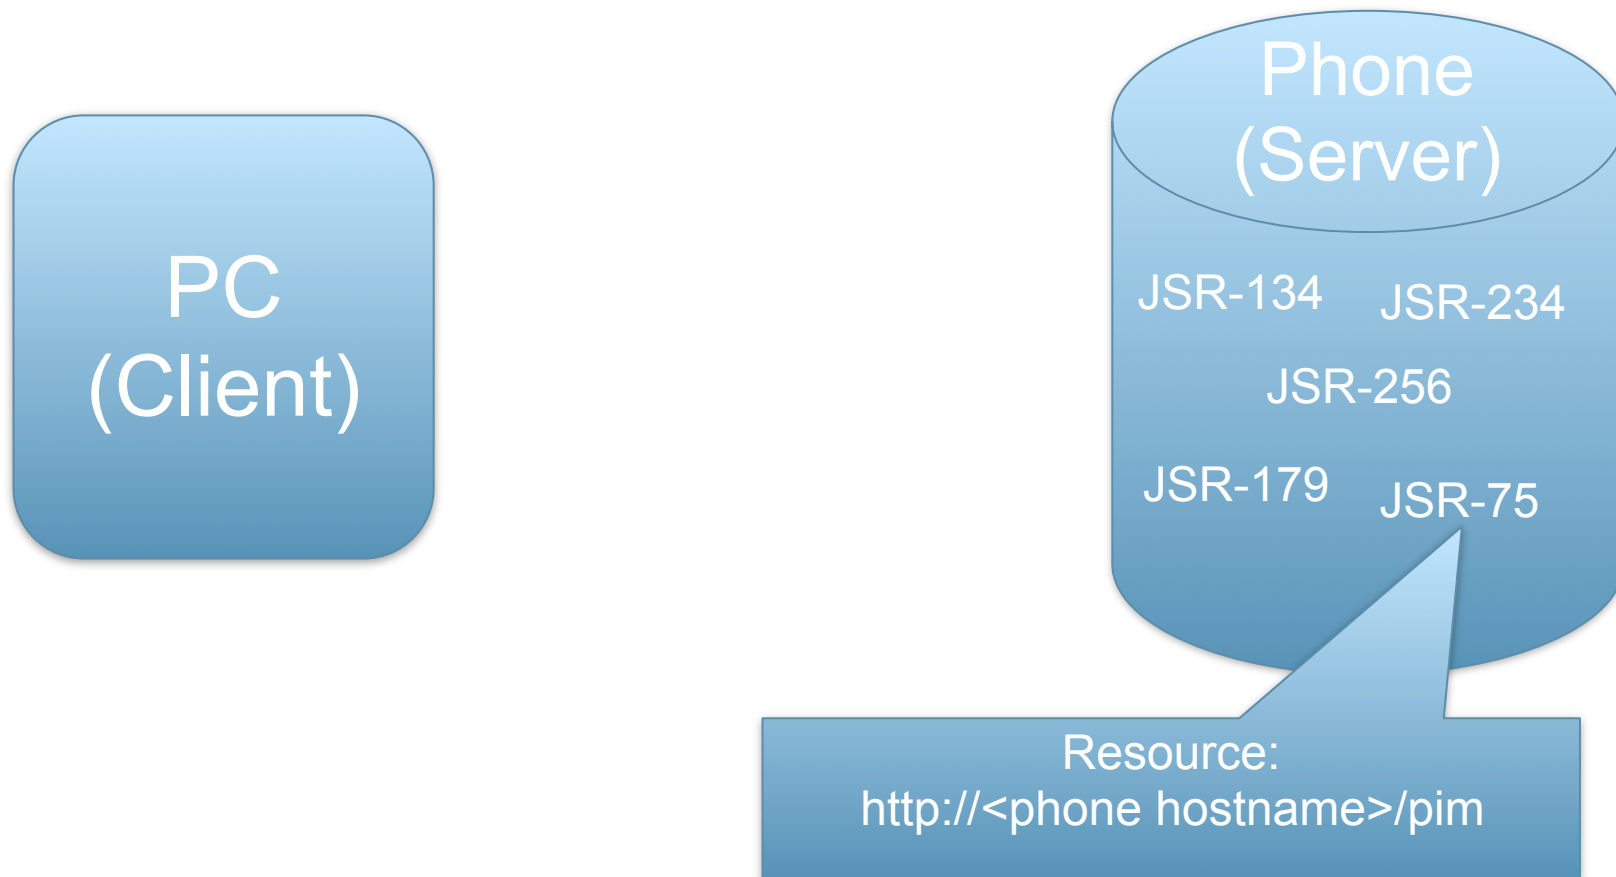 PC
(Client)
Phone
(Server)
JSR-134
JSR-234
JSR-256
JSR-179
JSR-75
Resource:
http://<phone hostname>/pim